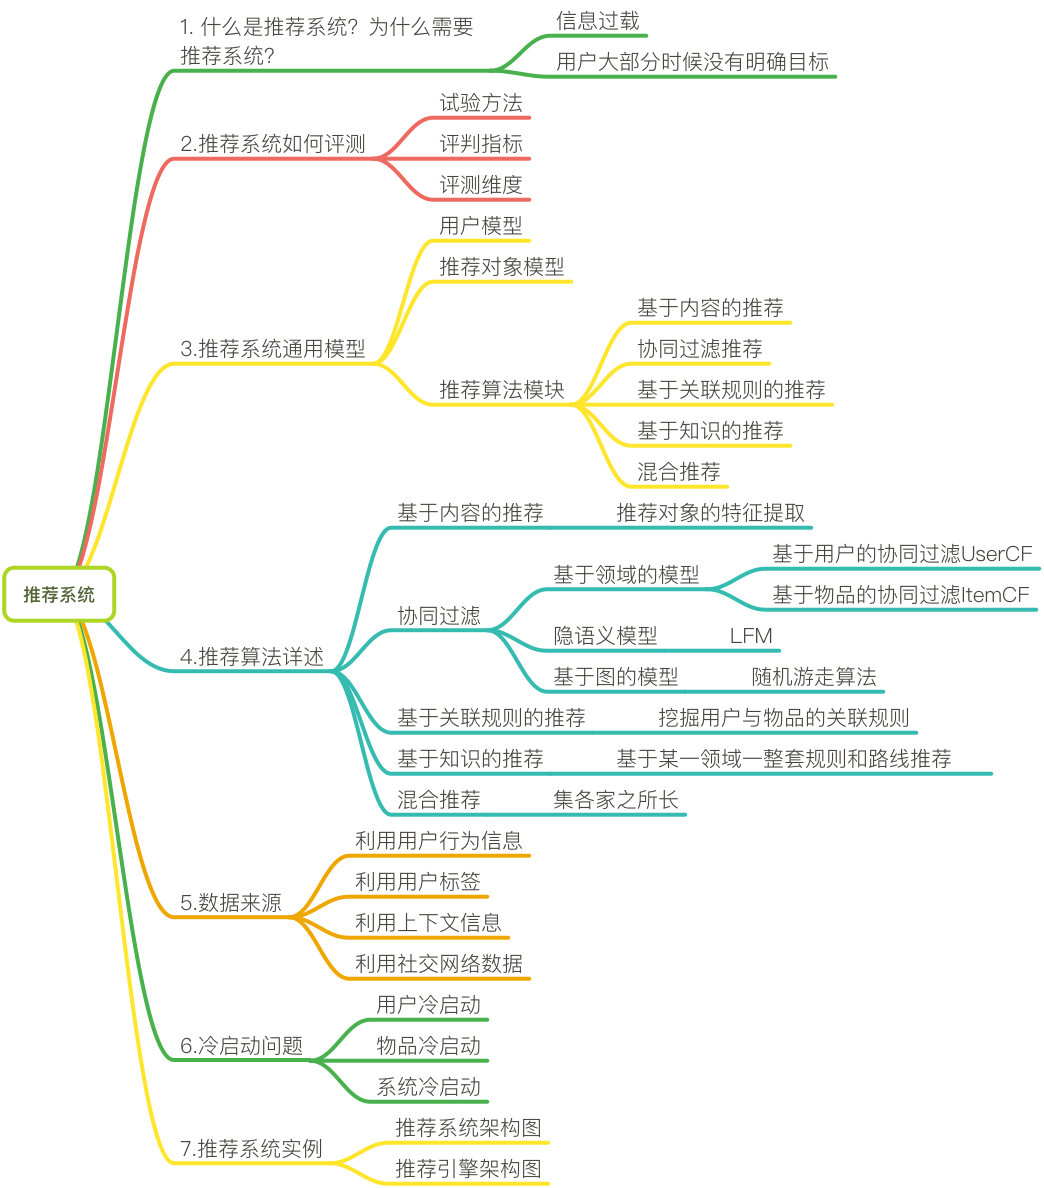 1. 什么是推荐系统？为什么需要
推荐系统？
信息过载
用户大部分时候没有明确目标
2.推荐系统如何评测
试验方法
评判指标
评测维度
3.推荐系统通用模型
用户模型
推荐对象模型
推荐算法模块
基于内容的推荐
协同过滤推荐
基于关联规则的推荐
基于知识的推荐
混合推荐
推荐系统
4.推荐算法详述
基于内容的推荐
推荐对象的特征提取
协同过滤
基于领域的模型
基于用户的协同过滤UserCF
基于物品的协同过滤ItemCF
隐语义模型
LFM
基于图的模型
随机游走算法
基于关联规则的推荐
挖掘用户与物品的关联规则
基于知识的推荐
基于某一领域一整套规则和路线推荐
混合推荐
集各家之所长
5.数据来源
利用用户行为信息
利用用户标签
利用上下文信息
利用社交网络数据
6.冷启动问题
用户冷启动
物品冷启动
系统冷启动
7.推荐系统实例
推荐系统架构图
推荐引擎架构图